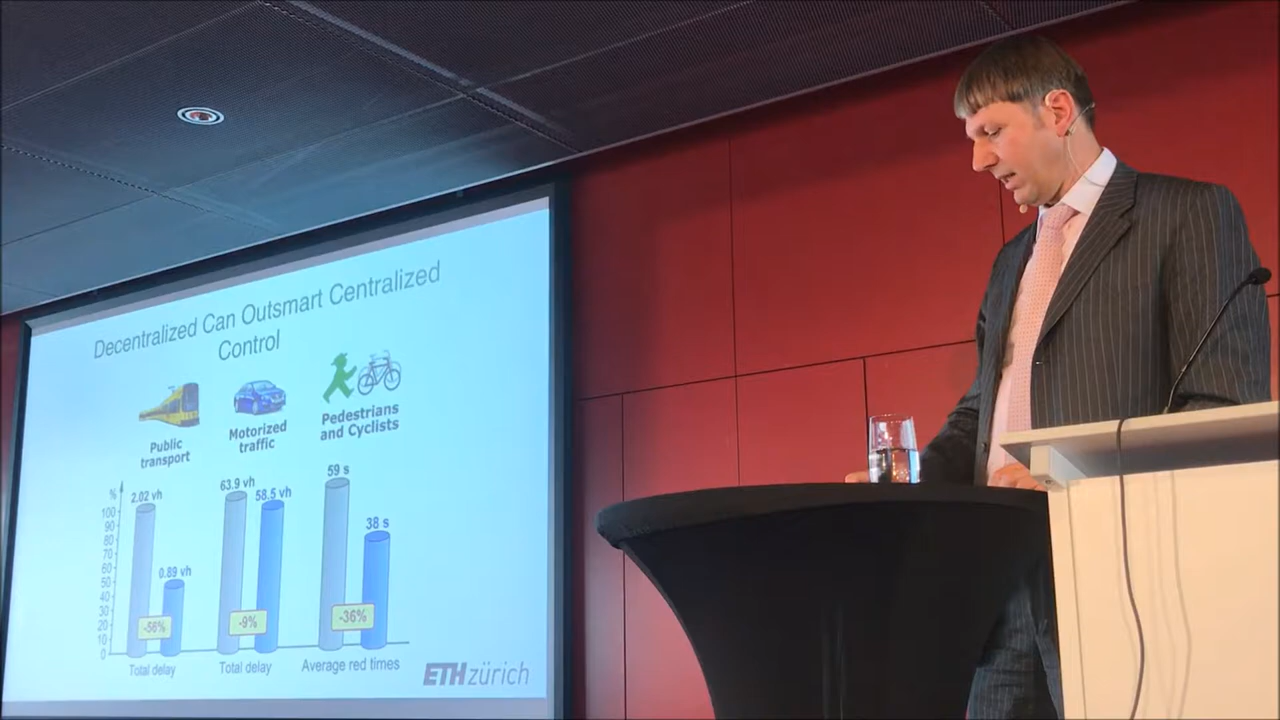 Decentralized Can Outsmart Centralized
Control
Public
transport
Motorized
traffic
Pedestrians
and Cyclists
%
100
90
80
70
60
50
40
30
20
10
0
2.02 vh
0.89 vh
-56%
Total delay
63.9 vh
58.5 vh
-9%
Total delay
59 s
38 s
-36%
Average red times
ETH zürich